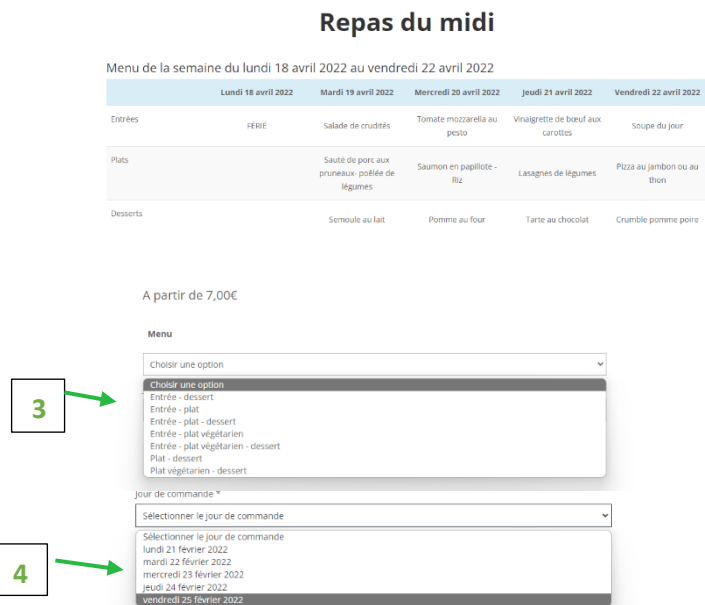 Repas du midi
Menu de la semaine du lundi 18 avril 2022 au vendredi 22 avril 2022
Lundi 18 avril 2022 Mardi 19 avril 2022 Mercredi 20 avril 2022 Jeudi 21 avril 2022 Vendredi 22 avril 2022
Entrées FÉRIÉ Salade de crudités Tomate mozzarella au pesto Vinaigrette de bœuf aux carottes Soupe du jour
Plats Sauté de porc aux pruneaux- poêlée de légumes Saumon en papillote - Riz Lasagnes de légumes Pizza au jambon ou au thon
Desserts Semoule au lait Pomme au four Tarte au chocolat Crumble pomme poire
A partir de 7,00€
Menu
Choisir une option
3
Choisir une option
Entrée - dessert
Entrée - plat
Entrée - plat - dessert
Entrée - plat végétarien
Entrée - plat végétarien - dessert
Plat - dessert
Plat végétarien - dessert
Jour de commande *
Sélectionner le jour de commande
4
Sélectionner le jour de commande
lundi 21 février 2022
mardi 22 février 2022
mercredi 23 février 2022
jeudi 24 février 2022
vendredi 25 février 2022